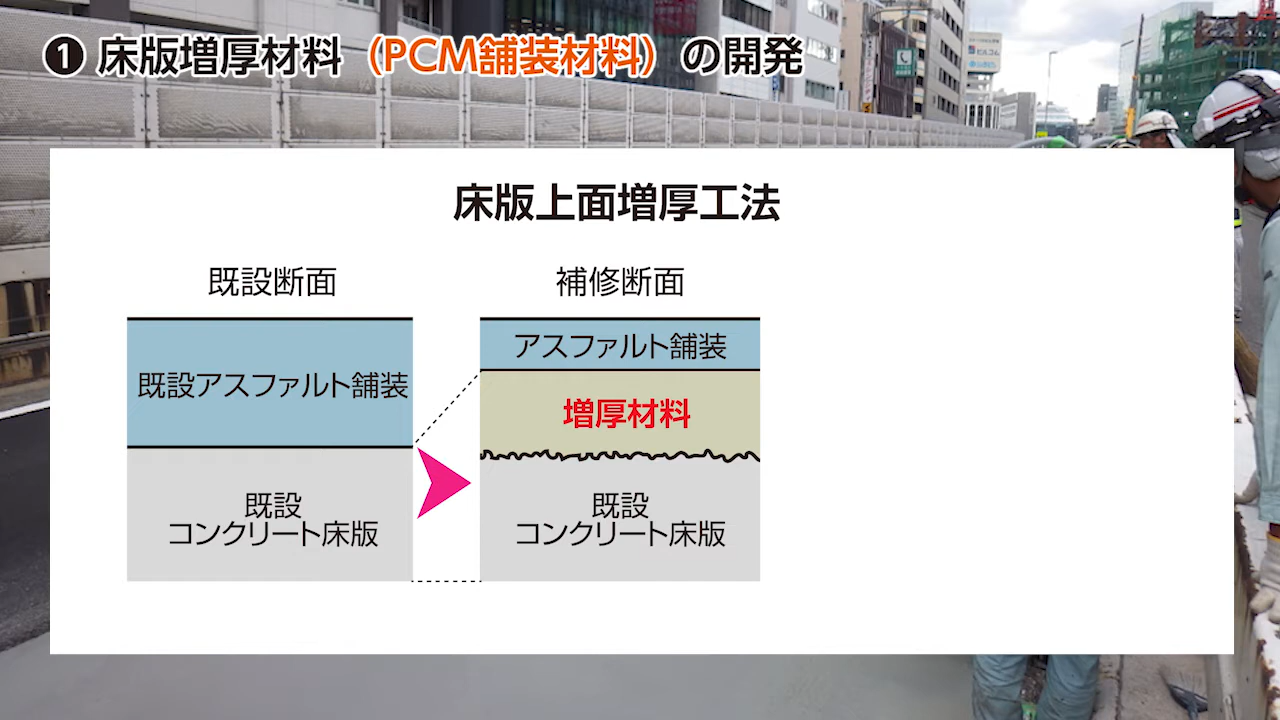 ❶ 床版増厚材料（PCM舗装材料）の開発
床版上面増厚工法
既設断面
補修断面
既設アスファルト舗装
アスファルト舗装
増厚材料
既設
コンクリート床版
既設
コンクリート床版